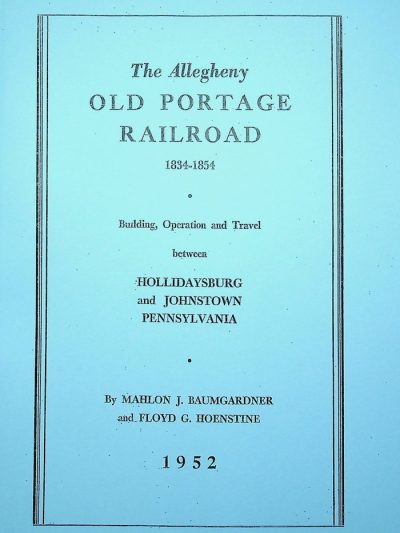 The Allegheny
OLD PORTAGE
RAILROAD
1834-1854
Building, Operation and Travel
between
HOLLIDAYSBURG
and JOHNSTOWN
PENNSYLVANIA
By MAHLON J. BAUMGARDNER
and FLOYD G. HOENSTINE
1952